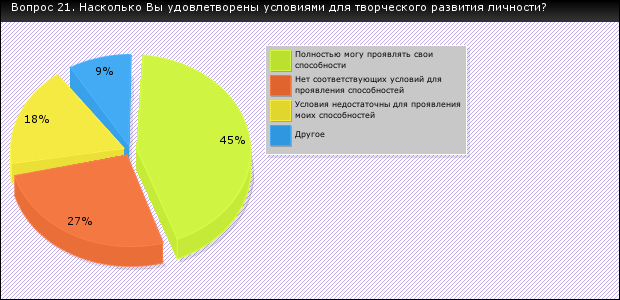 Вопрос 21. Насколько Вы удовлетворены условиями для творческого развития личности?
Полностью могу проявлять свои
способности
Нет соответствующих условий для
проявления способностей
Условия недостаточны для проявления
моих способностей
Другое
9%
18%
45%
27%